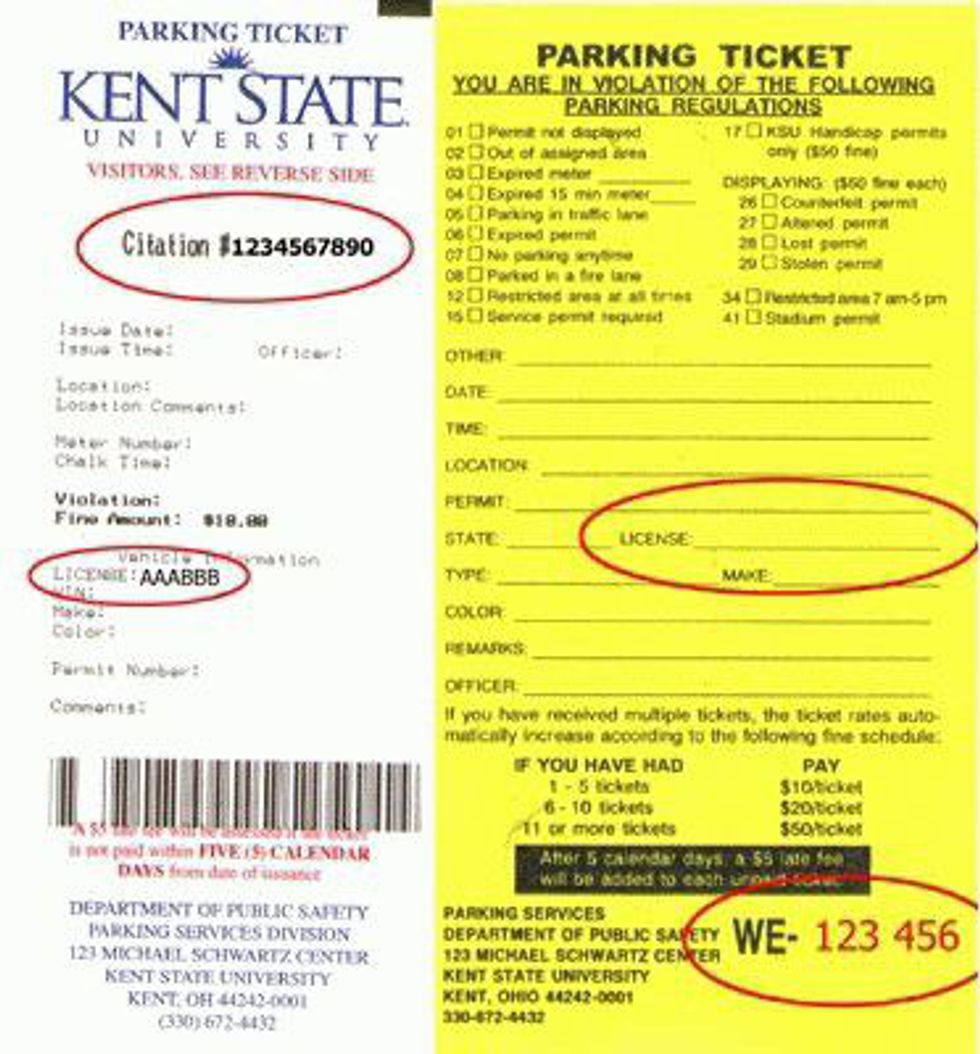 PARKING TICKET
KENT STATE
UNIVERSITY
VISITORS, SEE REVERSE SIDE
Citation #1234567890
Issue Date:
Issue Time: Officer:
Location:
Location Comments:
Meter Number:
Chalk Time:
Violation:
Fine Amount: $10.00
Vehicle Information
LICENSE: AAABBB
VIN:
Make:
Color:
Permit Number:
Comments:
A $5 late fee will be assessed if the ticket
is not paid within FIVE (5) CALENDAR
DAYS from date of issuance
DEPARTMENT OF PUBLIC SAFETY
PARKING SERVICES DIVISION
123 MICHAEL SCHWARTZ CENTER
KENT STATE UNIVERSITY
KENT, OH 44242-0001
(330) 672-4432
PARKING TICKET
YOU ARE IN VIOLATION OF THE FOLLOWING
PARKING REGULATIONS
01 Permit not displayed
02 Out of assigned area
03 Expired meter
04 Expired 15 min meter
05 Parking in traffic lane
06 Expired permit
07 No parking anytime
08 Parked in a fire lane
12 Restricted area at all times
15 Service permit required
17 KSU Handicap permits
only ($50 fine)
DISPLAYING: ($50 fine each)
26 Counterfeit permit
27 Altered permit
28 Lost permit
29 Stolen permit
34 Restricted area 7 am-5 pm
41 Stadium permit
OTHER:
DATE:
TIME:
LOCATION:
PERMIT:
STATE: LICENSE:
TYPE: MAKE:
COLOR:
REMARKS:
OFFICER:
If you have received multiple tickets, the ticket rates auto-
matically increase according to the following fine schedule:
IF YOU HAVE HAD PAY
1 - 5 tickets $10/ticket
6 - 10 tickets $20/ticket
11 or more tickets $50/ticket
After 5 calendar days, a $5 late fee
will be added to each unpaid ticket.
PARKING SERVICES
DEPARTMENT OF PUBLIC SAFETY
123 MICHAEL SCHWARTZ CENTER
KENT STATE UNIVERSITY
KENT, OHIO 44242-0001
330-672-4432
WE- 123 456